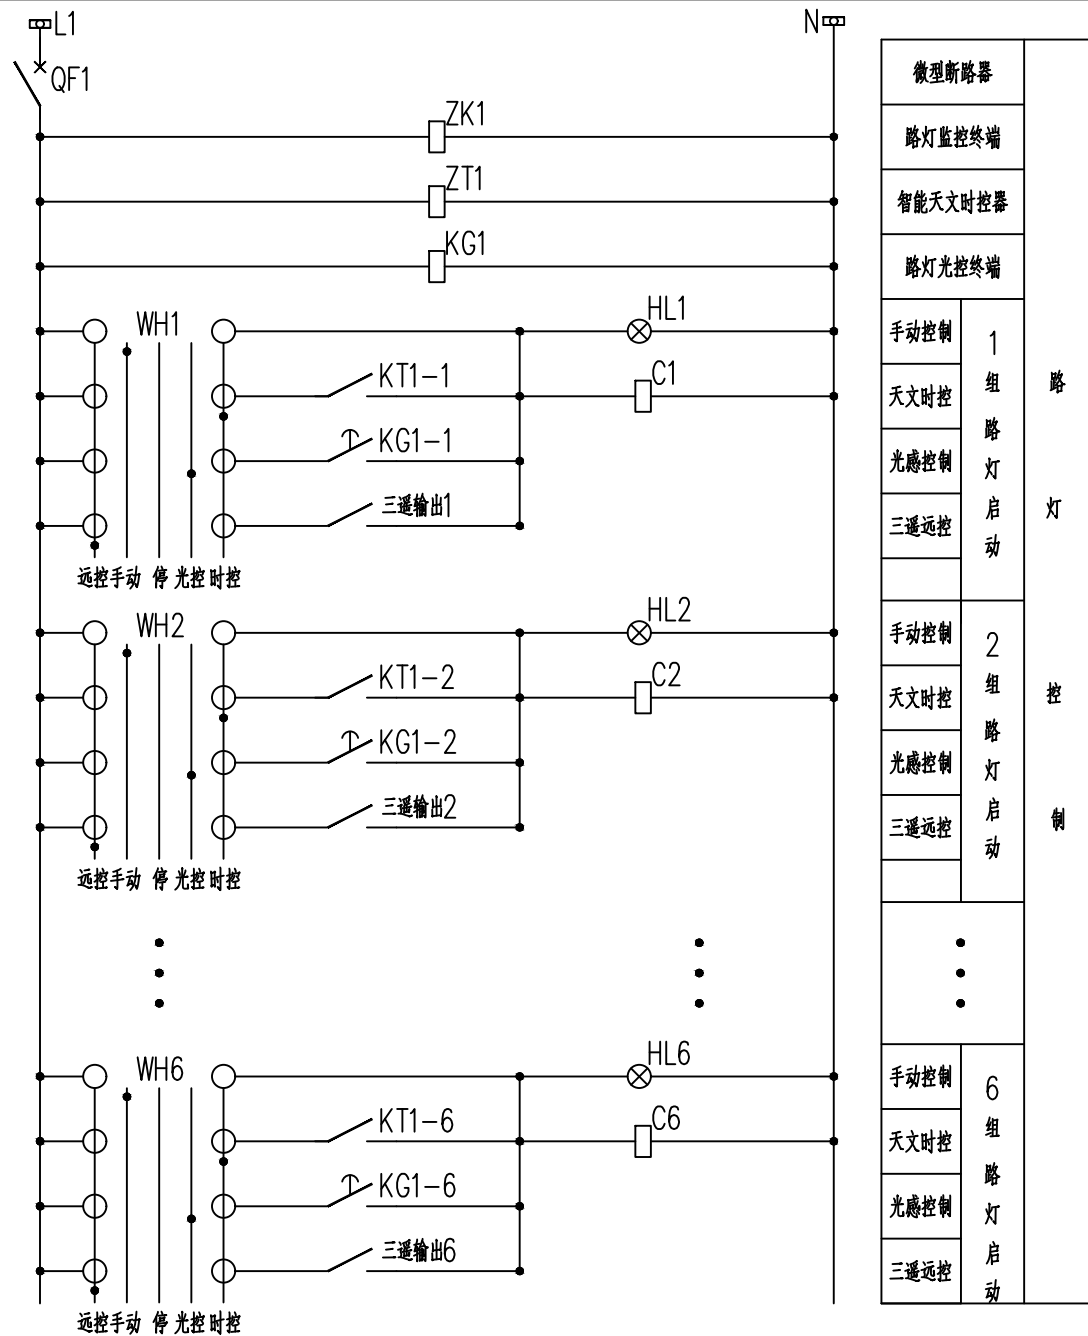 L1
N
QF1
微型断路器
ZK1
路灯监控终端
ZT1
智能天文时控器
KG1
路灯光控终端
WH1
HL1
手动控制
KT1-1
C1
天文时控
KG1-1
光感控制
三遥输出1
三遥远控
1组路灯启动
远控 手动 停 光控 时控
WH2
HL2
手动控制
KT1-2
C2
天文时控
KG1-2
光感控制
三遥输出2
三遥远控
2组路灯启动
远控 手动 停 光控 时控
WH6
HL6
手动控制
KT1-6
C6
天文时控
KG1-6
光感控制
三遥输出6
三遥远控
6组路灯启动
远控 手动 停 光控 时控
路灯控制